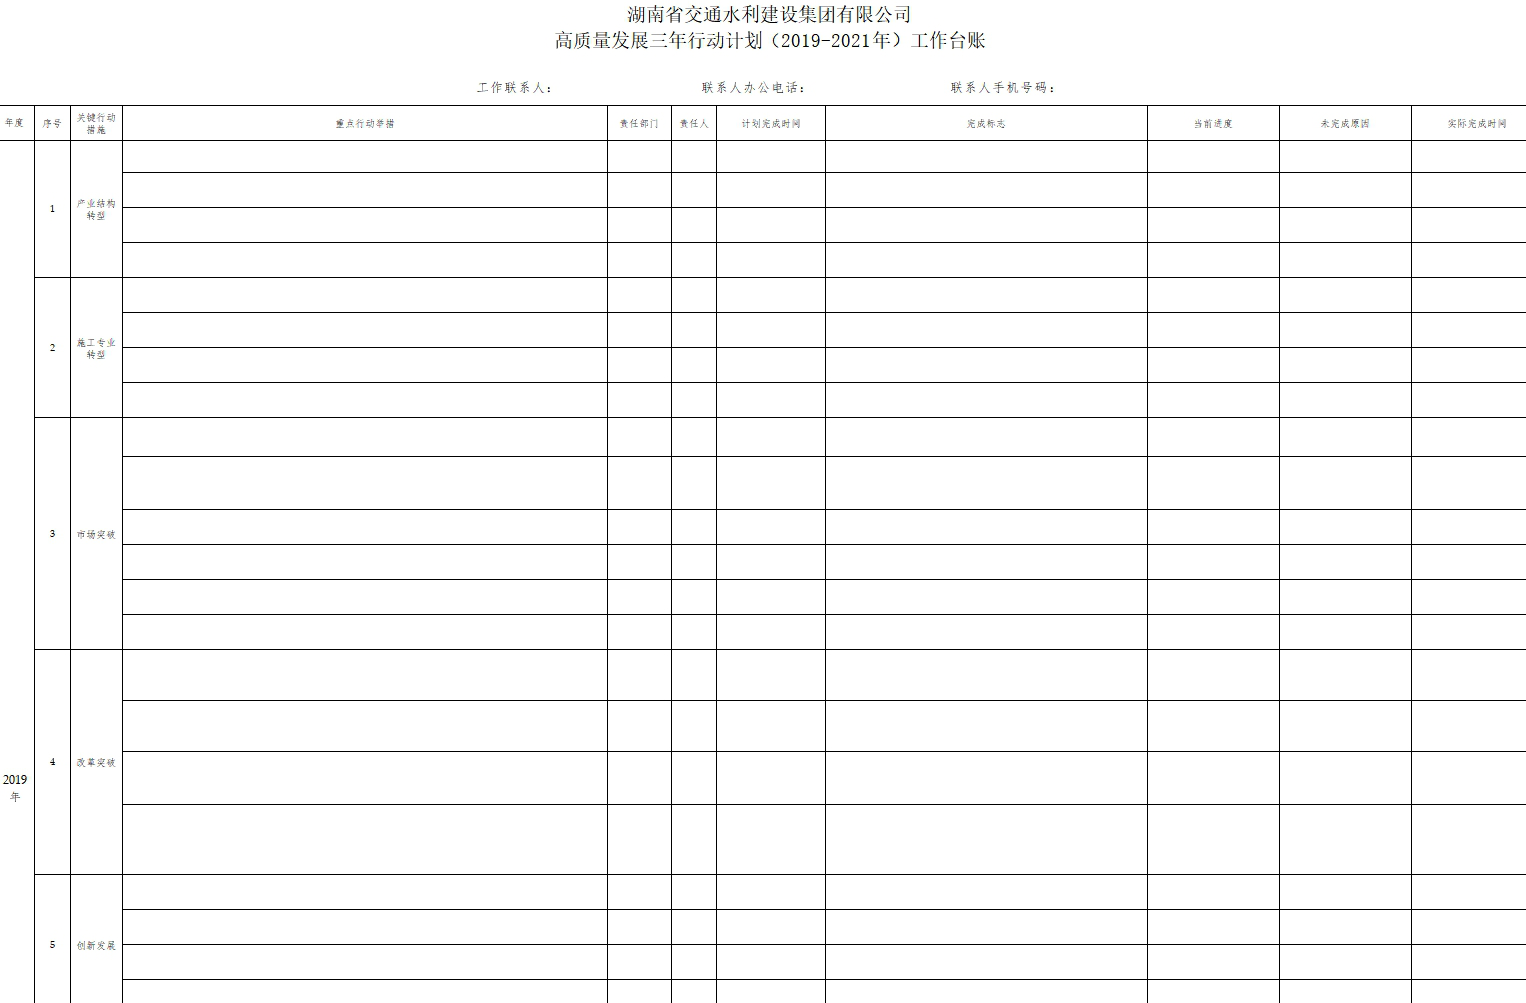 湖南省交通水利建设集团有限公司
高质量发展三年行动计划（2019-2021年）工作台账
工作联系人： 联系人办公电话： 联系人手机号码：
年度 序号 关键行动措施 重点行动举措 责任部门 责任人 计划完成时间 完成标志 当前进度 未完成原因 实际完成时间
1 产业结构
转型
2 施工专业
转型
3 市场突破
4 改革突破
2019
年
5 创新发展